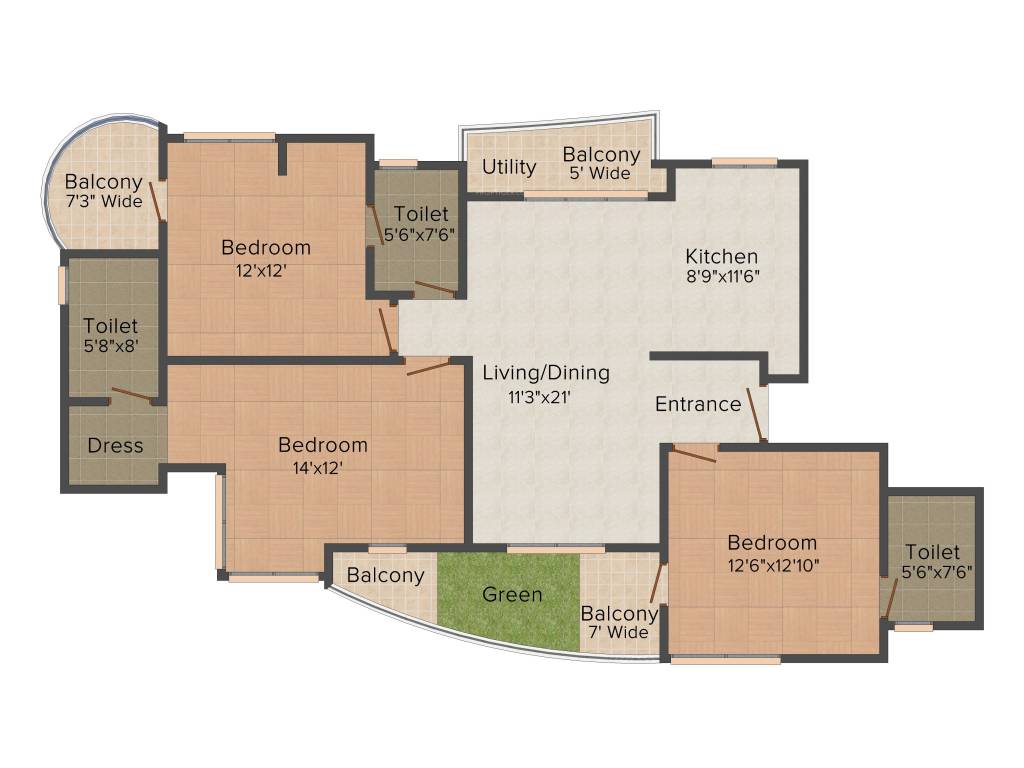 Utility
Balcony
5' Wide
Balcony
7'3" Wide
Toilet
5'6"x7'6"
Bedroom
12'x12'
Kitchen
8'9"x11'6"
Toilet
5'8"x8'
Living/Dining
11'3"x21'
Entrance
Dress
Bedroom
14'x12'
Bedroom
12'6"x12'10"
Toilet
5'6"x7'6"
Balcony
Green
Balcony
7' Wide